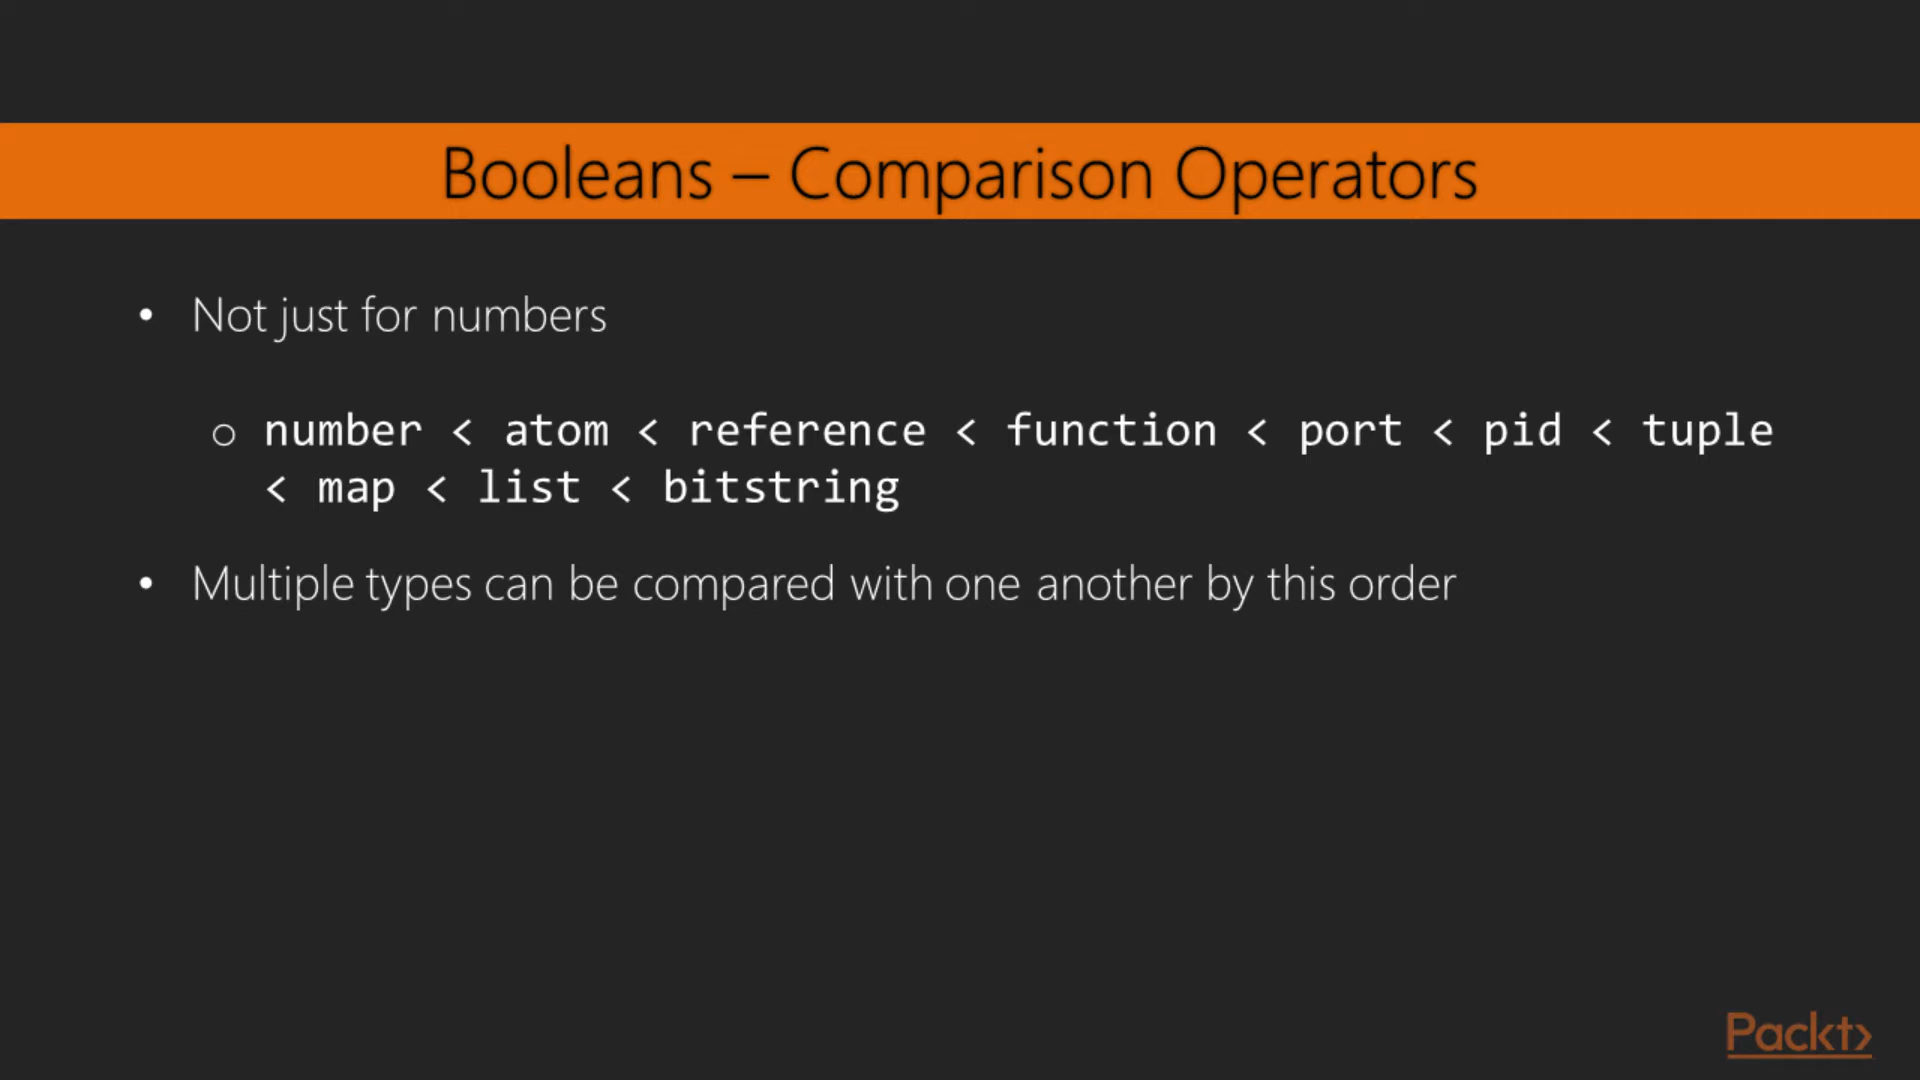 Booleans – Comparison Operators
• Not just for numbers
o number < atom < reference < function < port < pid < tuple
< map < list < bitstring
• Multiple types can be compared with one another by this order
Packt>